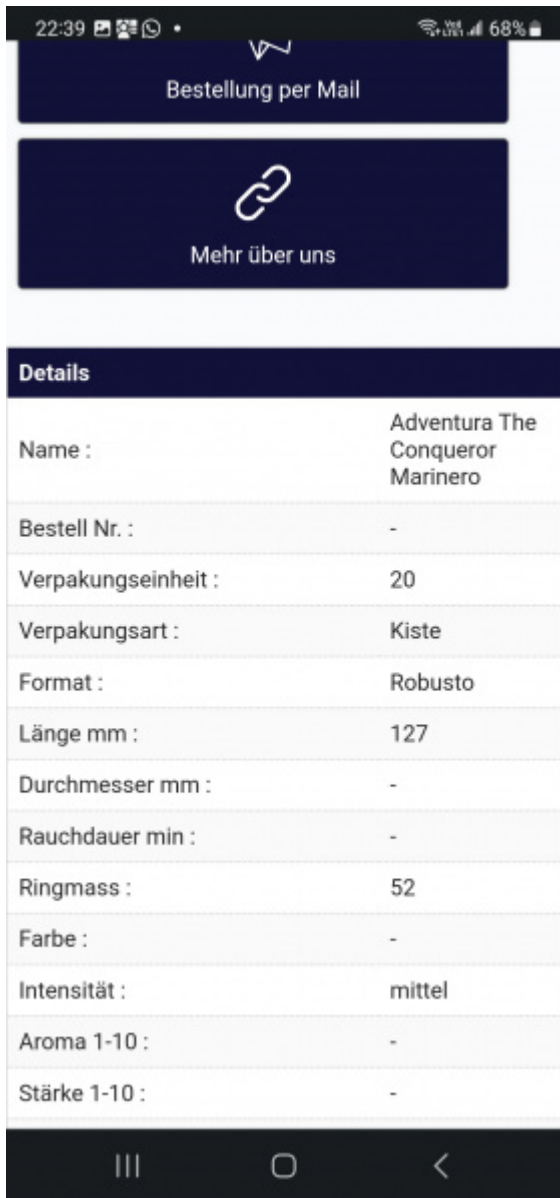 22:39 68%
Bestellung per Mail
Mehr über uns
Details
Name : Adventura The
Conqueror
Marinero
Bestell Nr. : -
Verpakungseinheit : 20
Verpakungsart : Kiste
Format : Robusto
Länge mm : 127
Durchmesser mm : -
Rauchdauer min : -
Ringmass : 52
Farbe : -
Intensität : mittel
Aroma 1-10 : -
Stärke 1-10 : -